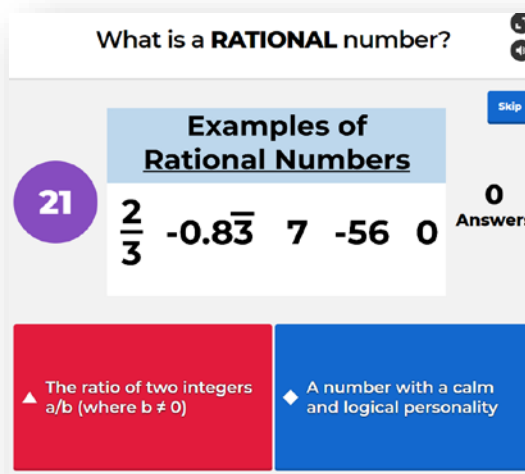 What is a RATIONAL number?
Skip
Examples of
Rational Numbers
21
2/3 -0.83̅ 7 -56 0
0
Answers
The ratio of two integers
a/b (where b ≠ 0)
A number with a calm
and logical personality